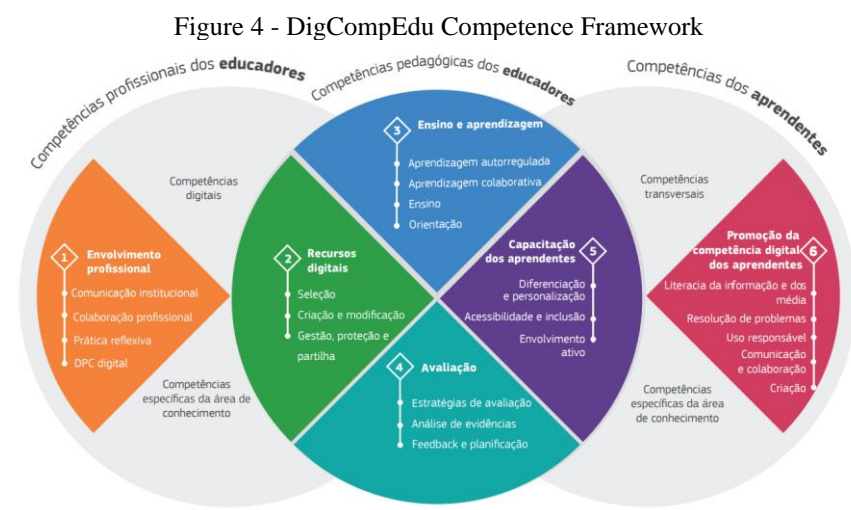 Figure 4 - DigCompEdu Competence Framework
Competências profissionais dos educadores
Competências pedagógicas dos educadores
Competências dos aprendentes
Competências
digitais
1
Envolvimento
profissional
Comunicação institucional
Colaboração profissional
Prática reflexiva
DPC digital
Competências
específicas da área de
conhecimento
2
Recursos
digitais
Seleção
Criação e modificação
Gestão, proteção e
partilha
3
Ensino e aprendizagem
Aprendizagem autorregulada
Aprendizagem colaborativa
Ensino
Orientação
4
Avaliação
Estratégias de avaliação
Análise de evidências
Feedback e planificação
Capacitação
dos aprendentes
5
Diferenciação
e personalização
Acessibilidade e inclusão
Envolvimento
ativo
Competências
transversais
Promoção da
competência digital
dos aprendentes
6
Literacia da informação e dos
média
Resolução de problemas
Uso responsável
Comunicação
e colaboração
Criação
Competências
específicas da área
de conhecimento